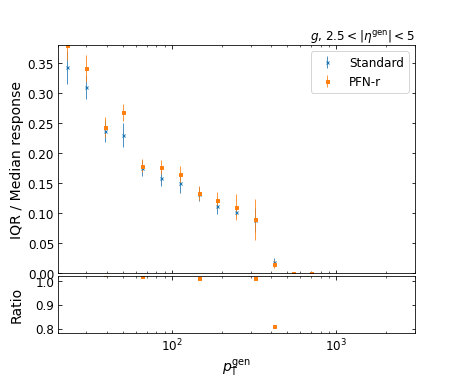 g, 2.5 < |η^gen| < 5
Standard
PFN-r
IQR / Median response
0.35
0.30
0.25
0.20
0.15
0.10
0.05
0.00
Ratio
1.0
0.9
0.8
10^2 10^3
p_T^gen